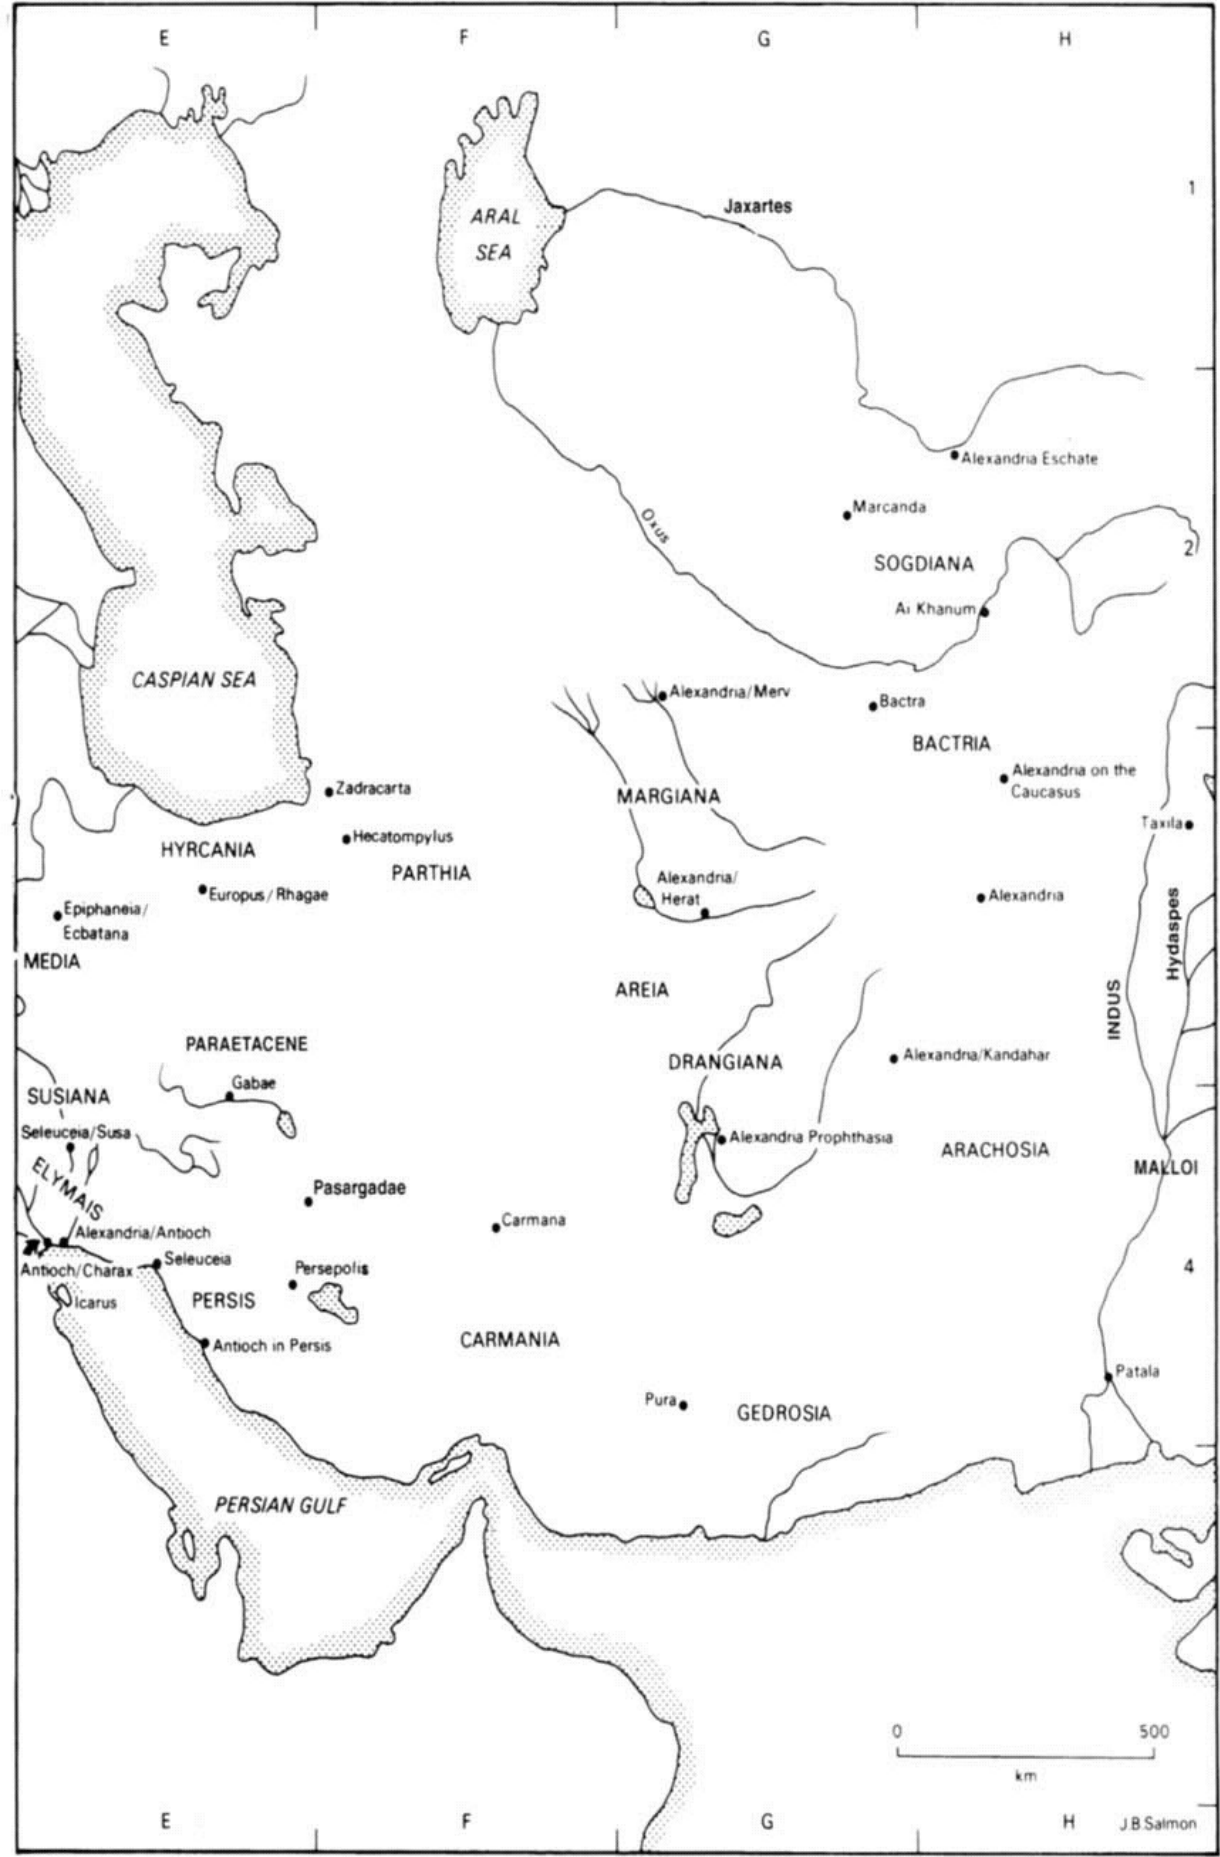 E F G H
1
ARAL
SEA
Jaxartes
Alexandria Eschate
Marcanda
Oxus
2
SOGDIANA
Ai Khanum
CASPIAN SEA
Alexandria/Merv
Bactra
BACTRIA
Alexandria on the
Caucasus
Zadracarta
MARGIANA
Taxila
Hecatompylus
HYRCANIA
PARTHIA
Alexandria/
Herat
Europus/Rhagae
Alexandria
Epiphaneia/
Ecbatana
Hydaspes
MEDIA
AREIA
INDUS
PARAETACENE
DRANGIANA
Alexandria/Kandahar
Gabae
SUSIANA
Seleuceia/Susa
Alexandria Prophthasia
ARACHOSIA
MALLOI
ELYMAIS
Pasargadae
Carmana
Alexandria/Antioch
Seleuceia
Antioch/Charax
Persepolis
4
Icarus
PERSIS
CARMANIA
Antioch in Persis
Patala
Pura
GEDROSIA
PERSIAN GULF
0 500
km
E F G H
J.B.Salmon